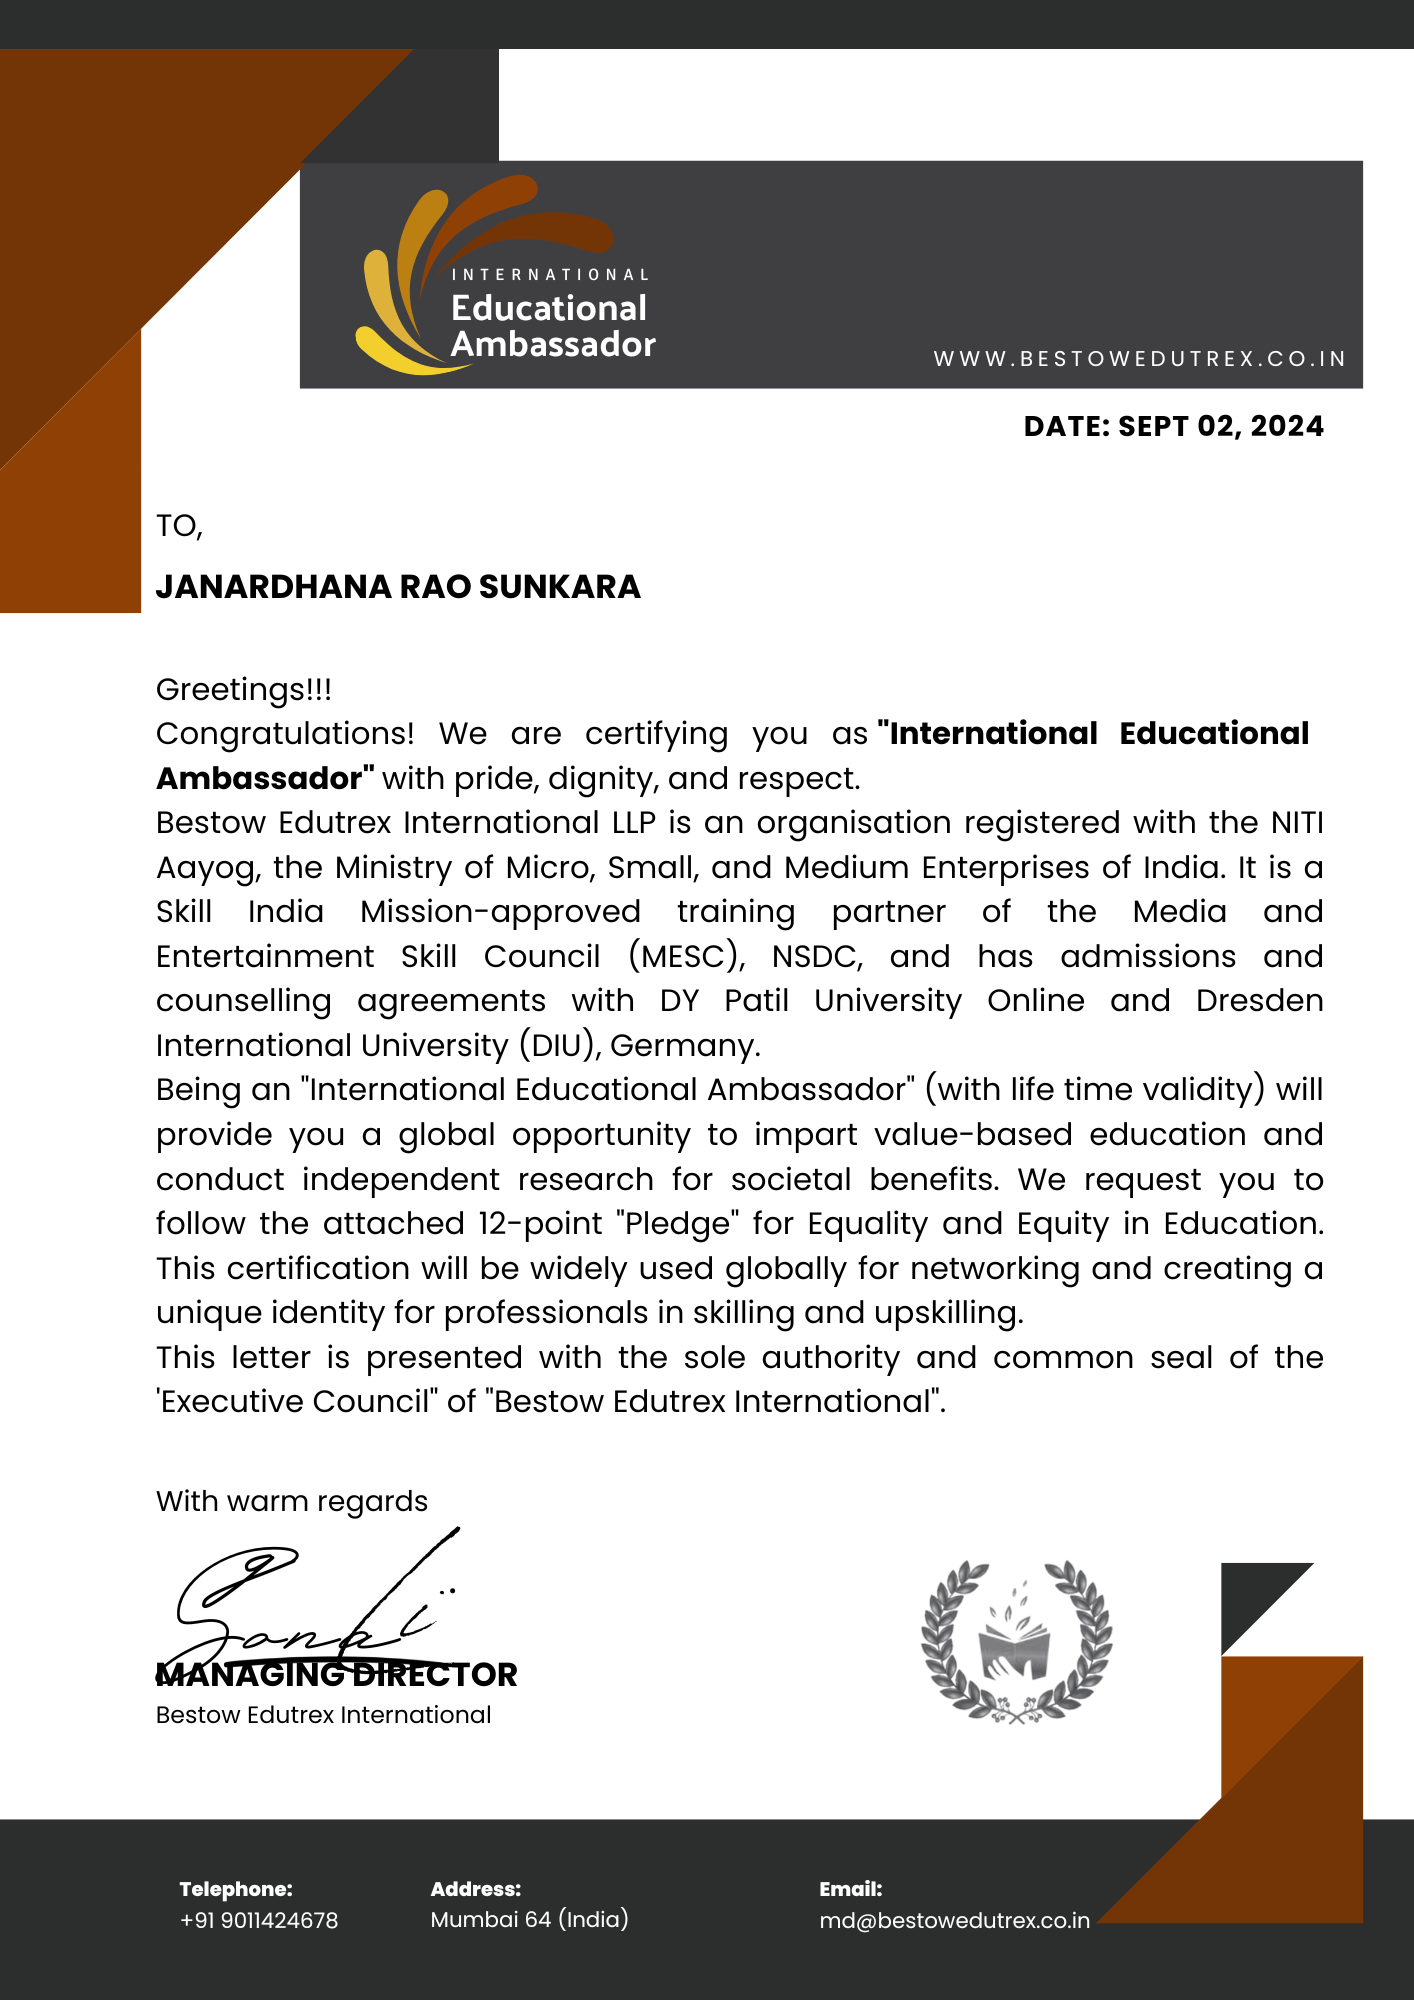 INTERNATIONAL
Educational
Ambassador
WWW.BESTOWEDUTREX.CO.IN
DATE: SEPT 02, 2024
TO,
JANARDHANA RAO SUNKARA
Greetings!!!
Congratulations! We are certifying you as "International Educational
Ambassador" with pride, dignity, and respect.
Bestow Edutrex International LLP is an organisation registered with the NITI
Aayog, the Ministry of Micro, Small, and Medium Enterprises of India. It is a
Skill India Mission-approved training partner of the Media and
Entertainment Skill Council (MESC), NSDC, and has admissions and
counselling agreements with DY Patil University Online and Dresden
International University (DIU), Germany.
Being an "International Educational Ambassador" (with life time validity) will
provide you a global opportunity to impart value-based education and
conduct independent research for societal benefits. We request you to
follow the attached 12-point "Pledge" for Equality and Equity in Education.
This certification will be widely used globally for networking and creating a
unique identity for professionals in skilling and upskilling.
This letter is presented with the sole authority and common seal of the
'Executive Council" of "Bestow Edutrex International".
With warm regards
MANAGING DIRECTOR
Bestow Edutrex International
Telephone: Address: Email:
+91 9011424678 Mumbai 64 (India) md@bestowedutrex.co.in